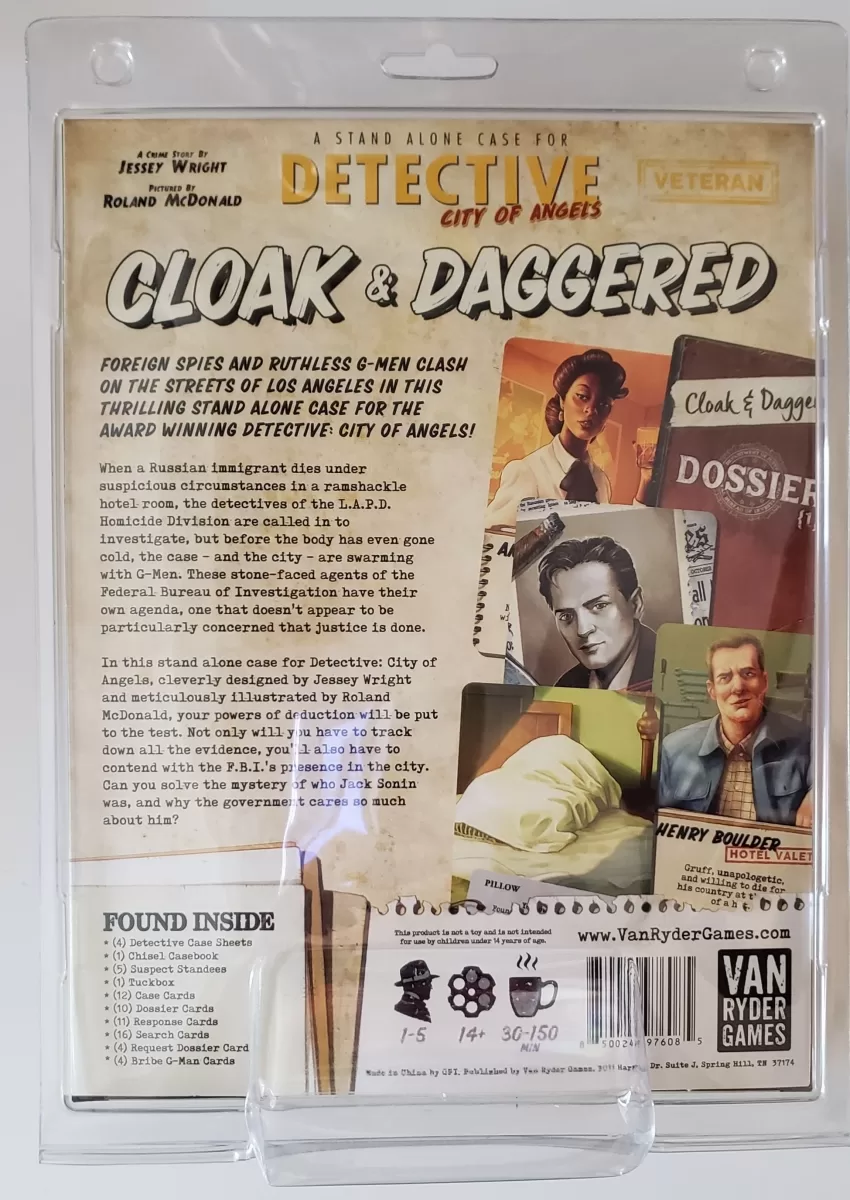 A STAND ALONE CASE FOR
A CRIME STORY BY
JESSEY WRIGHT
PICTURED BY
ROLAND MCDONALD
DETECTIVE
CITY OF ANGELS
VETERAN
CLOAK & DAGGERED
FOREIGN SPIES AND RUTHLESS G-MEN CLASH
ON THE STREETS OF LOS ANGELES IN THIS
THRILLING STAND ALONE CASE FOR THE
AWARD WINNING DETECTIVE: CITY OF ANGELS!
When a Russian immigrant dies under
suspicious circumstances in a ramshackle
hotel room, the detectives of the L.A.P.D.
Homicide Division are called in to
investigate, but before the body has even gone
cold, the case - and the city - are swarming
with G-Men. These stone-faced agents of the
Federal Bureau of Investigation have their
own agenda, one that doesn't appear to be
particularly concerned that justice is done.
In this stand alone case for Detective: City of
Angels, cleverly designed by Jessey Wright
and meticulously illustrated by Roland
McDonald, your powers of deduction will be put
to the test. Not only will you have to track
down all the evidence, you'll also have to
contend with the F.B.I.'s presence in the city.
Can you solve the mystery of who Jack Sonin
was, and why the government cares so much
about him?
Cloak & Dagge
DOSSIER
OCTOBER
all
PILLOW
HENRY BOULDER
HOTEL VALET
Gruff, unapologetic,
and willing to die for
his country at
of a h
FOUND INSIDE
* (4) Detective Case Sheets
* (1) Chisel Casebook
* (5) Suspect Standees
* (1) Tuckbox
* (12) Case Cards
* (10) Dossier Cards
* (11) Response Cards
* (16) Search Cards
* (4) Request Dossier Card
* (4) Bribe G-Man Cards
This product is not a toy and is not intended
for use by children under 14 years of age.
www.VanRyderGames.com
1-5
14+
30-150
MIN
8 50024 97608 5
VAN
RYDER
GAMES
Made in China by GPI. Published by Van Ryder Games. Dr. Suite J, Spring Hill, TN 37174